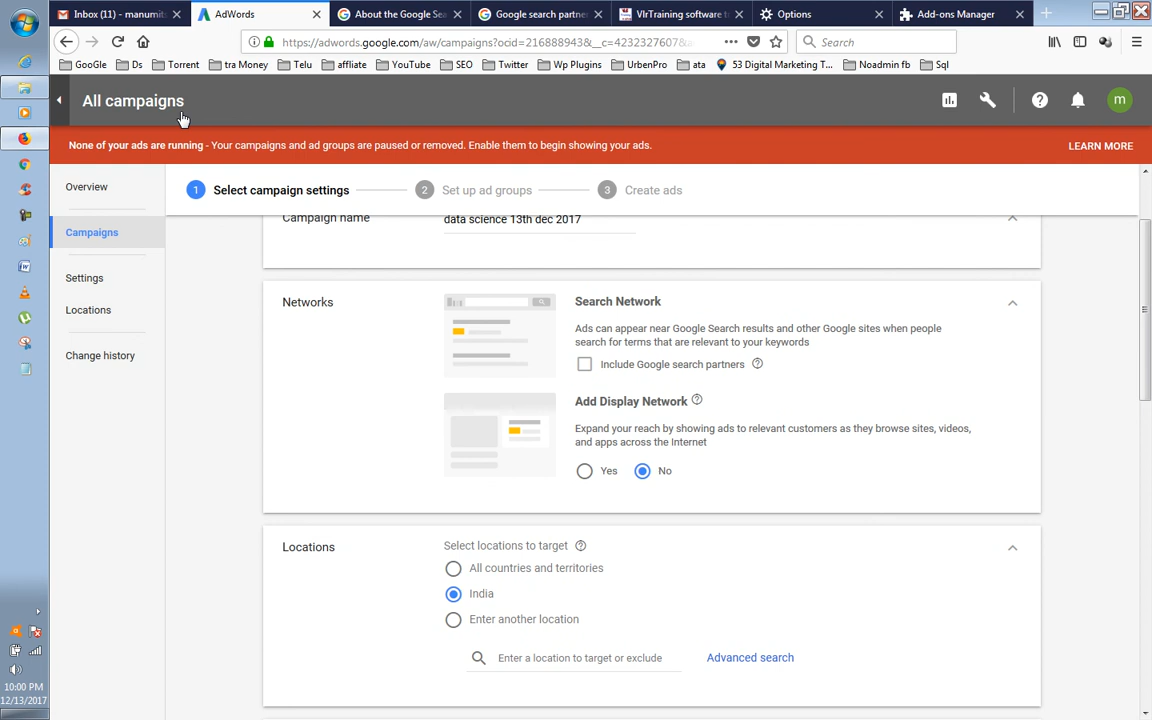 Inbox (11) - manumits
AdWords
About the Google Sea
Google search partne
VlrTraining software t
Options
Add-ons Manager
https://adwords.google.com/aw/campaigns?ocid=216888943&__c=4232327607&
Search
GooGle
Ds
Torrent
tra Money
Telu
affliate
YouTube
SEO
Twitter
Wp Plugins
UrbenPro
ata
53 Digital Marketing T...
Noadmin fb
Sql
All campaigns
m
None of your ads are running - Your campaigns and ad groups are paused or removed. Enable them to begin showing your ads.
LEARN MORE
Overview
Campaigns
Settings
Locations
Change history
1 Select campaign settings
2 Set up ad groups
3 Create ads
Campaign name
data science 13th dec 2017
Networks
Search Network
Ads can appear near Google Search results and other Google sites when people
search for terms that are relevant to your keywords
Include Google search partners
Add Display Network
Expand your reach by showing ads to relevant customers as they browse sites, videos,
and apps across the Internet
Yes
No
Locations
Select locations to target
All countries and territories
India
Enter another location
Enter a location to target or exclude
Advanced search
10:00 PM
12/13/2017